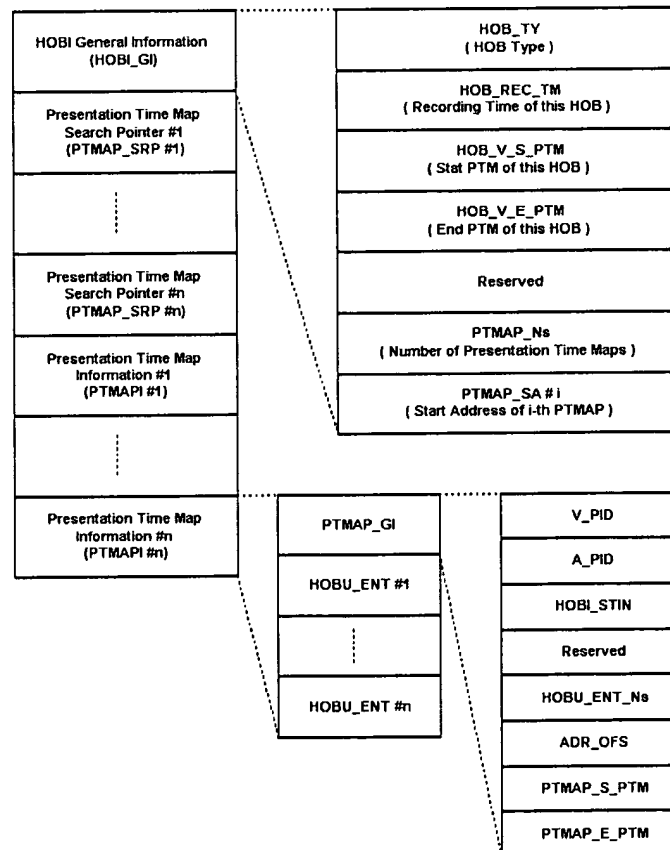 HOBI General Information
(HOBI_GI)
Presentation Time Map
Search Pointer #1
(PTMAP_SRP #1)
Presentation Time Map
Search Pointer #n
(PTMAP_SRP #n)
Presentation Time Map
Information #1
(PTMAPI #1)
Presentation Time Map
Information #n
(PTMAPI #n)
HOB_TY
( HOB Type )
HOB_REC_TM
( Recording Time of this HOB )
HOB_V_S_PTM
( Stat PTM of this HOB )
HOB_V_E_PTM
( End PTM of this HOB )
Reserved
PTMAP_Ns
( Number of Presentation Time Maps )
PTMAP_SA # i
( Start Address of i-th PTMAP )
PTMAP_GI
HOBU_ENT #1
HOBU_ENT #n
V_PID
A_PID
HOBI_STIN
Reserved
HOBU_ENT_Ns
ADR_OFS
PTMAP_S_PTM
PTMAP_E_PTM